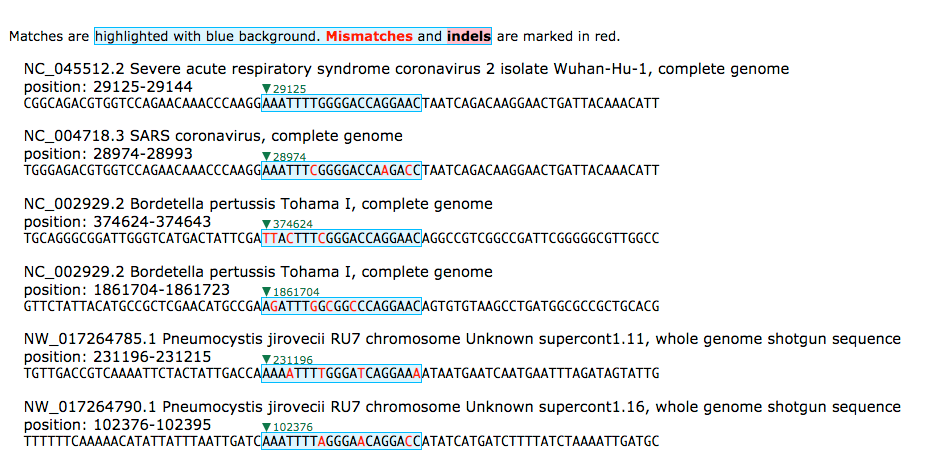 Matches are highlighted with blue background. Mismatches and indels are marked in red.
NC_045512.2 Severe acute respiratory syndrome coronavirus 2 isolate Wuhan-Hu-1, complete genome
position: 29125-29144
▼29125
CGGCAGACGTGGTCCAGAACAAACCCAAGGAAATTTTGGGGACCAGGAACTAATCAGACAAGGAACTGATTACAAACATT
NC_004718.3 SARS coronavirus, complete genome
position: 28974-28993
▼28974
TGGGAGACGTGGTCCAGAACAAACCCAAGGAAATTTCGGGGACCAAGACCTAATCAGACAAGGAACTGATTACAAACATT
NC_002929.2 Bordetella pertussis Tohama I, complete genome
position: 374624-374643
▼374624
TGCAGGGCGGATTGGGTCATGACTATTCGATTACTTTCGGGACCAGGAACAGGCCGTCGGCCGATTCGGGGGCGTTGGCC
NC_002929.2 Bordetella pertussis Tohama I, complete genome
position: 1861704-1861723
▼1861704
GTTCTATTACATGCCGCTCGAACATGCCGAAGATTTGGCGGCCCAGGAACAGTGTGTAAGCCTGATGGCGCCGCTGCACG
NW_017264785.1 Pneumocystis jirovecii RU7 chromosome Unknown supercont1.11, whole genome shotgun sequence
position: 231196-231215
▼231196
TGTTGACCGTCAAAATTCTACTATTGACCAAAAATTTTGGGATCAGGAAAATAATGAATCAATGAATTTAGATAGTATTG
NW_017264790.1 Pneumocystis jirovecii RU7 chromosome Unknown supercont1.16, whole genome shotgun sequence
position: 102376-102395
▼102376
TTTTTTCAAAAACATATTATTTAATTGATCAAATTTTAGGGAACAGGACCATATCATGATCTTTTATCTAAAATTGATGC